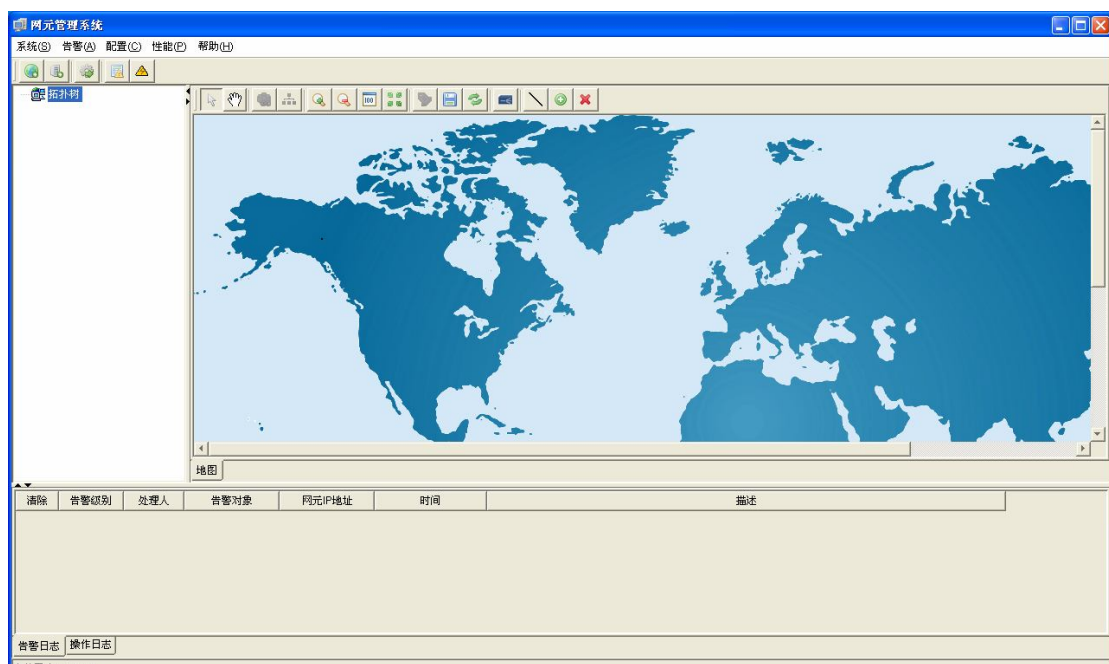 网元管理系统
系统(S) 告警(A) 配置(C) 性能(P) 帮助(H)
拓扑树
100
地图
清除 告警级别 处理人 告警对象 网元IP地址 时间 描述
告警日志 操作日志